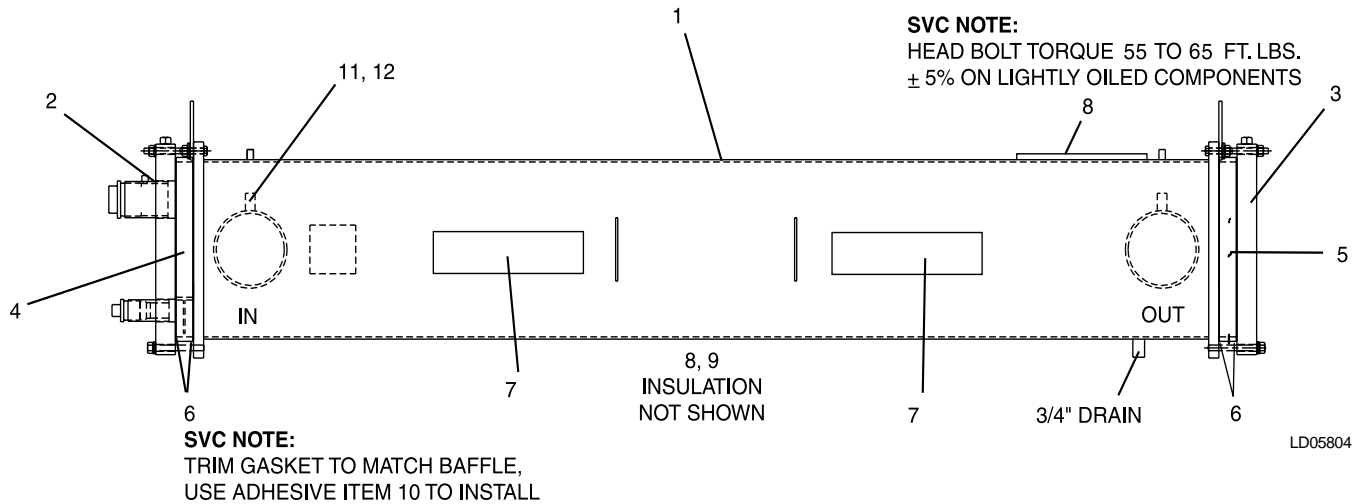 SVC NOTE:
HEAD BOLT TORQUE 55 TO 65 FT. LBS.
± 5% ON LIGHTLY OILED COMPONENTS
1
11, 12
2
8
3
4
5
IN
OUT
7
8, 9
INSULATION
NOT SHOWN
7
3/4" DRAIN
6
6
SVC NOTE:
TRIM GASKET TO MATCH BAFFLE,
USE ADHESIVE ITEM 10 TO INSTALL
LD05804